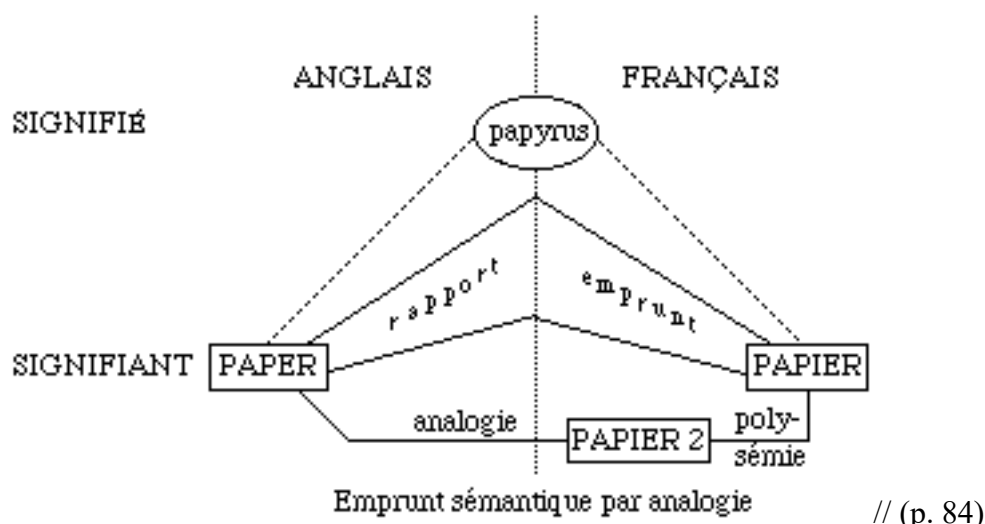 ANGLAIS FRANÇAIS
SIGNIFIÉ
papyrus
rapport emprunt
SIGNIFIANT PAPER PAPIER
analogie PAPIER 2 poly-
sémie
Emprunt sémantique par analogie
// (p. 84)